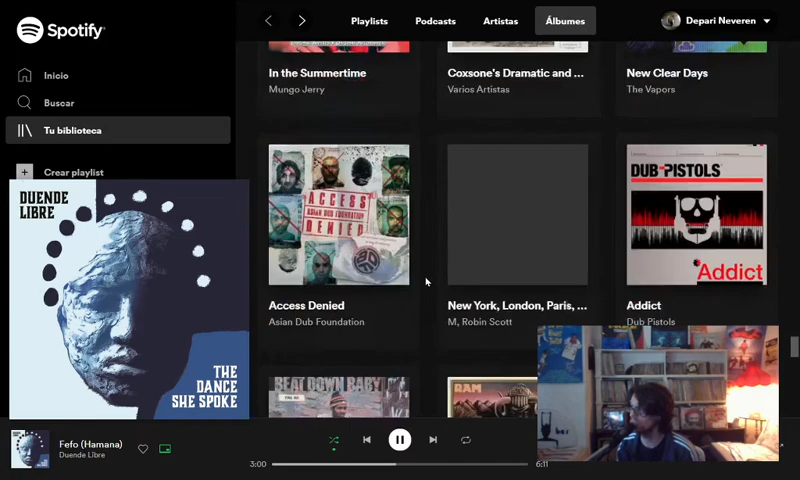 Spotify
Playlists
Podcasts
Artistas
Álbumes
Depari Neveren
Inicio
Buscar
Tu biblioteca
Crear playlist
In the Summertime
Mungo Jerry
Coxsone's Dramatic and ...
Varios Artistas
New Clear Days
The Vapors
DUENDE
LIBRE
THE
DANCE
SHE SPOKE
ACCESS
ASIAN DUB FOUNDATION
DENIED
DUB PISTOLS
Addict
Access Denied
Asian Dub Foundation
New York, London, Paris, ...
M, Robin Scott
Addict
Dub Pistols
BEAT DOWN BABYLON
RAM
Fefo (Hamana)
Duende Libre
3:00
6:11